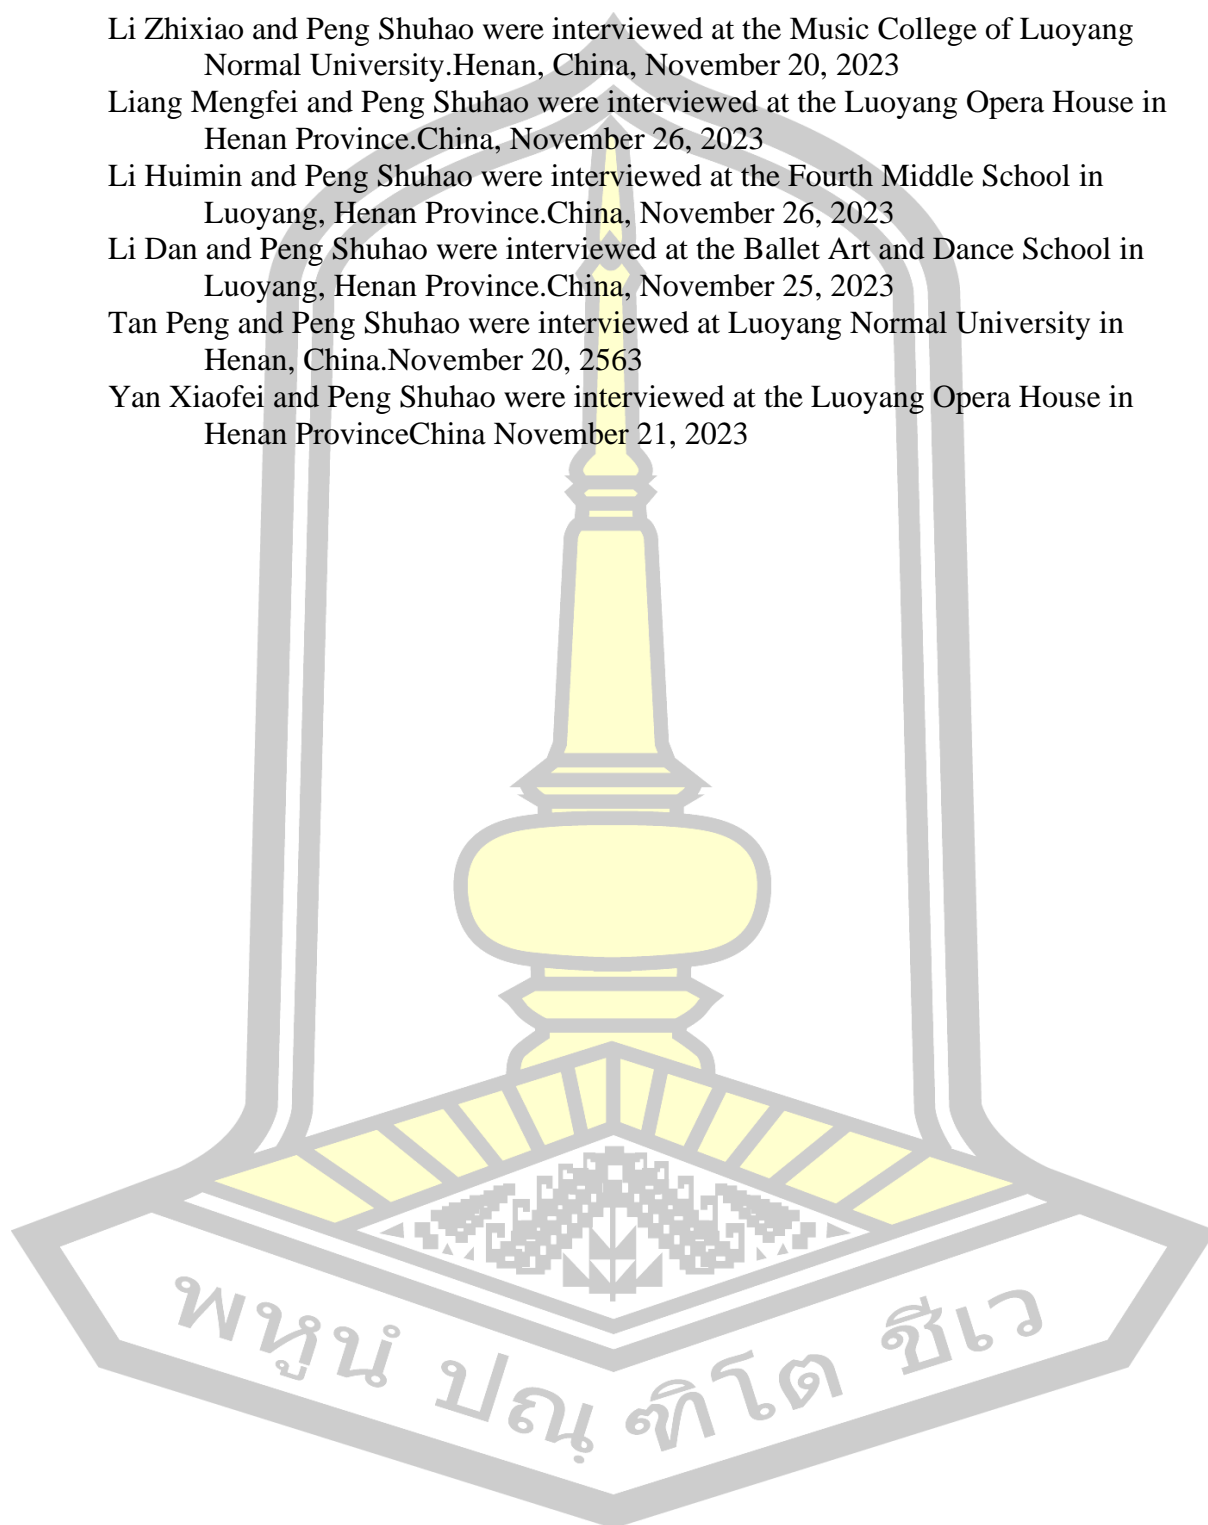 Li Zhixiao and Peng Shuhao were interviewed at the Music College of Luoyang
Normal University.Henan, China, November 20, 2023
Liang Mengfei and Peng Shuhao were interviewed at the Luoyang Opera House in
Henan Province.China, November 26, 2023
Li Huimin and Peng Shuhao were interviewed at the Fourth Middle School in
Luoyang, Henan Province.China, November 26, 2023
Li Dan and Peng Shuhao were interviewed at the Ballet Art and Dance School in
Luoyang, Henan Province.China, November 25, 2023
Tan Peng and Peng Shuhao were interviewed at Luoyang Normal University in
Henan, China.November 20, 2563
Yan Xiaofei and Peng Shuhao were interviewed at the Luoyang Opera House in
Henan ProvinceChina November 21, 2023
พหูนํ ปณฺฑิโต ชีเว